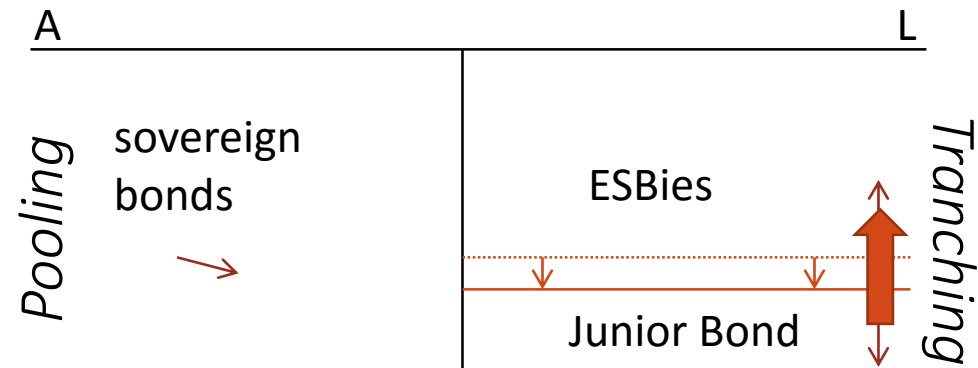 A
L
Pooling
sovereign
bonds
ESBies
Junior Bond
Tranching